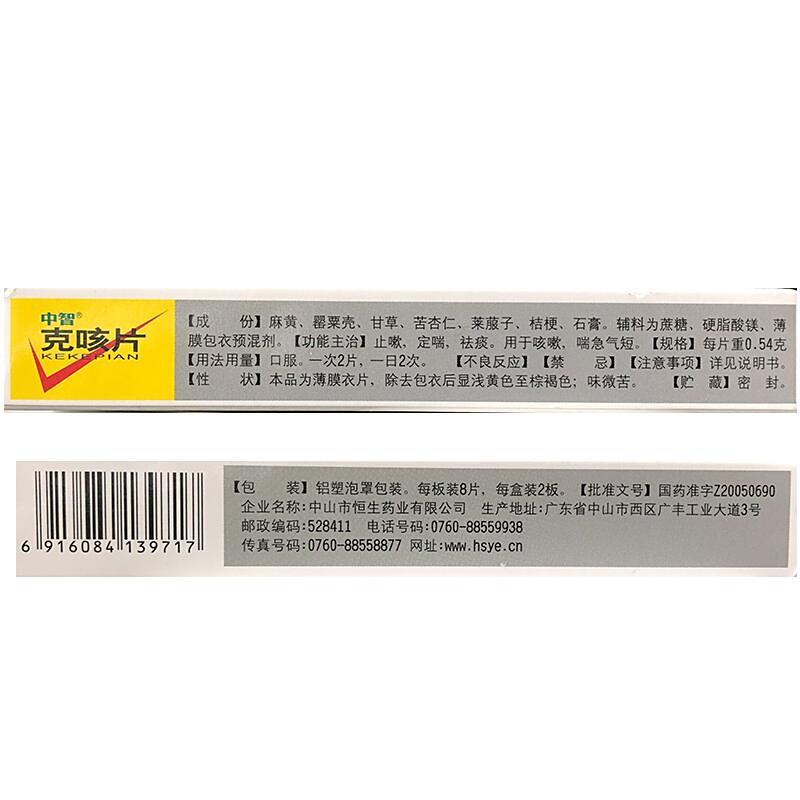 中智®
克咳片
KEKEPIAN
【成 份】麻黄、罂粟壳、甘草、苦杏仁、莱菔子、桔梗、石膏。辅料为蔗糖、硬脂酸镁、薄
膜包衣预混剂。【功能主治】止嗽，定喘，祛痰。用于咳嗽，喘急气短。【规格】每片重0.54克
【用法用量】口服。一次2片，一日2次。 【不良反应】【禁 忌】【注意事项】详见说明书。
【性 状】本品为薄膜衣片，除去包衣后显浅黄色至棕褐色；味微苦。 【贮 藏】密 封。
6 916084 139717
【包 装】铝塑泡罩包装。每板装8片，每盒装2板。【批准文号】国药准字Z20050690
企业名称:中山市恒生药业有限公司 生产地址:广东省中山市西区广丰工业大道3号
邮政编码:528411 电话号码:0760-88559938
传真号码:0760-88558877 网址:www.hsye.cn